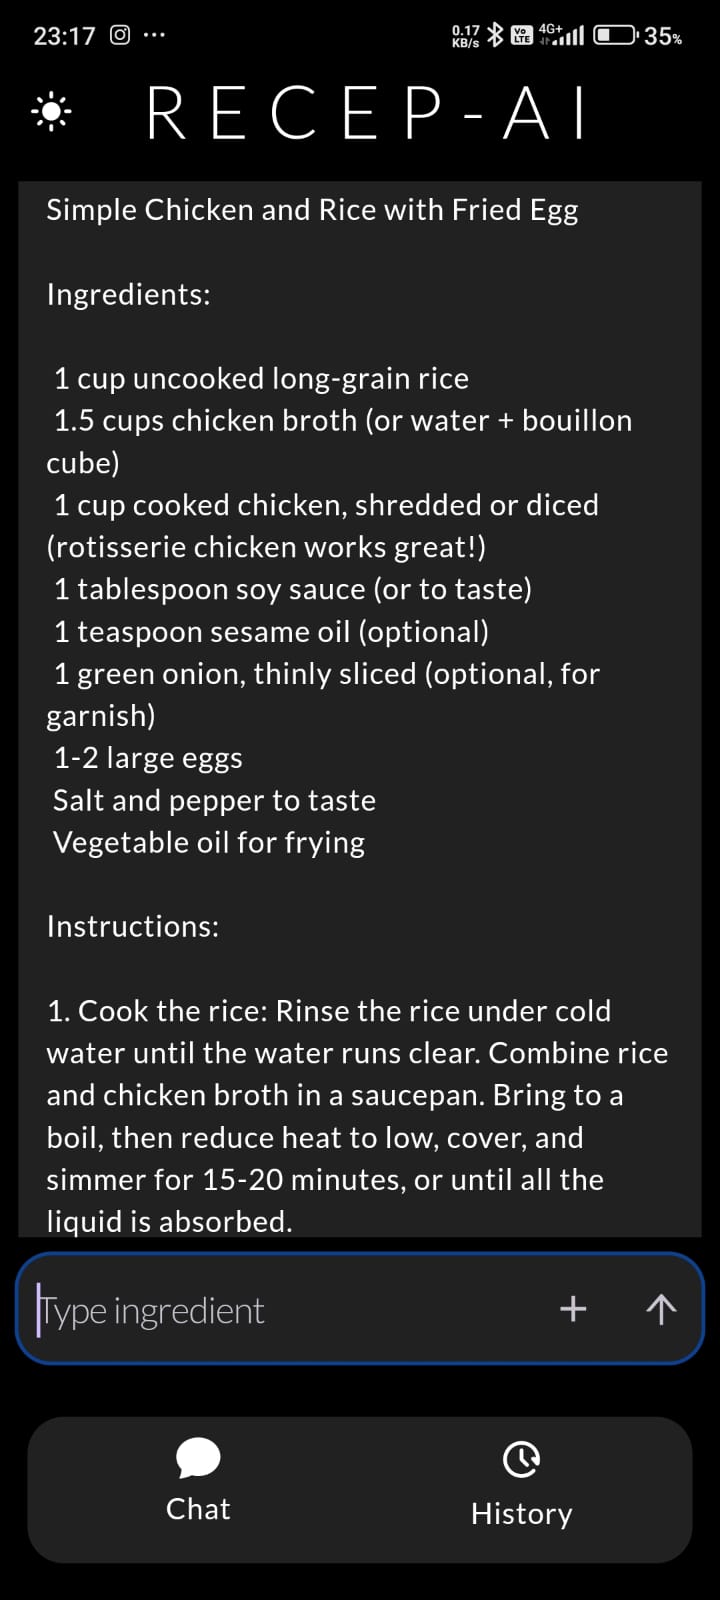 23:17 ... 0.17 KB/s Vo LTE 4G+ 35%
RECEP-AI
Simple Chicken and Rice with Fried Egg
Ingredients:
1 cup uncooked long-grain rice
1.5 cups chicken broth (or water + bouillon
cube)
1 cup cooked chicken, shredded or diced
(rotisserie chicken works great!)
1 tablespoon soy sauce (or to taste)
1 teaspoon sesame oil (optional)
1 green onion, thinly sliced (optional, for
garnish)
1-2 large eggs
Salt and pepper to taste
Vegetable oil for frying
Instructions:
1. Cook the rice: Rinse the rice under cold
water until the water runs clear. Combine rice
and chicken broth in a saucepan. Bring to a
boil, then reduce heat to low, cover, and
simmer for 15-20 minutes, or until all the
liquid is absorbed.
Type ingredient
Chat
History